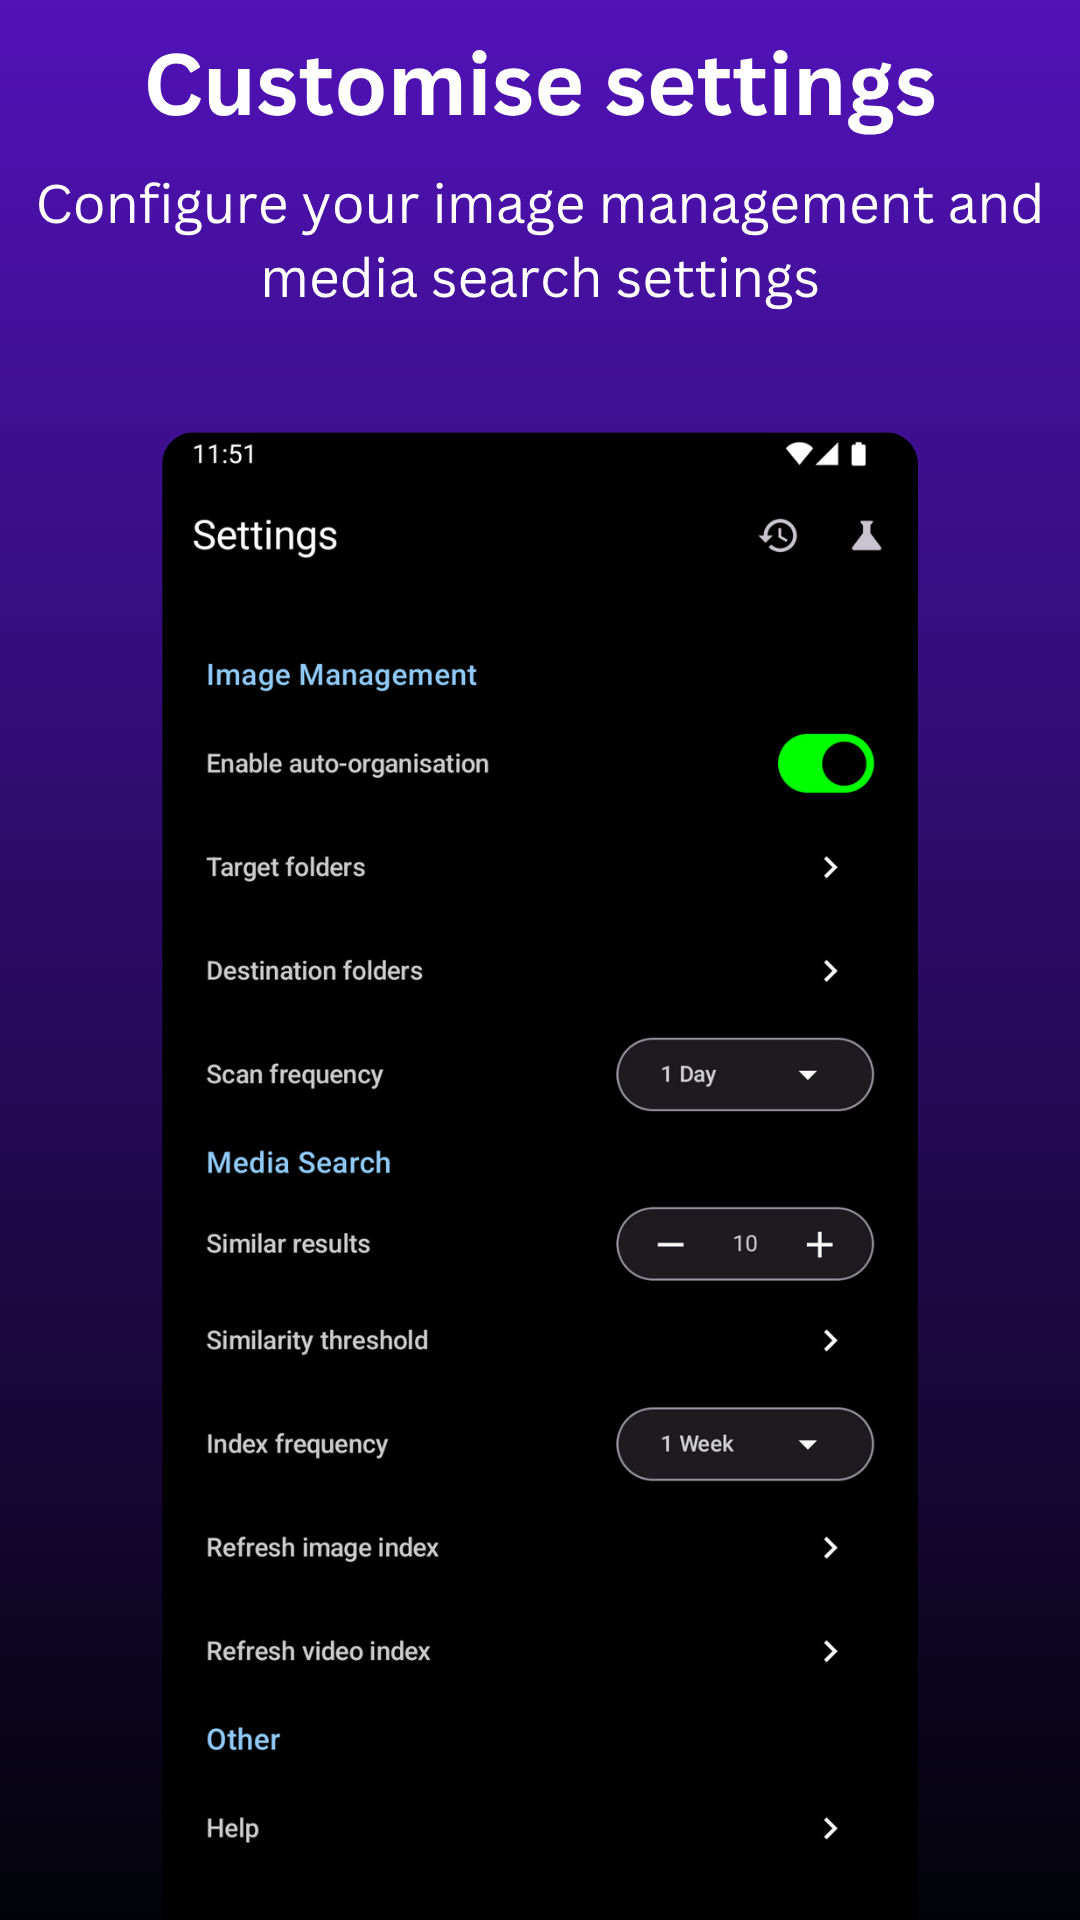 Customise settings
Configure your image management and
media search settings
11:51
Settings
Image Management
Enable auto-organisation
Target folders
Destination folders
Scan frequency
1 Day
Media Search
Similar results
10
Similarity threshold
Index frequency
1 Week
Refresh image index
Refresh video index
Other
Help